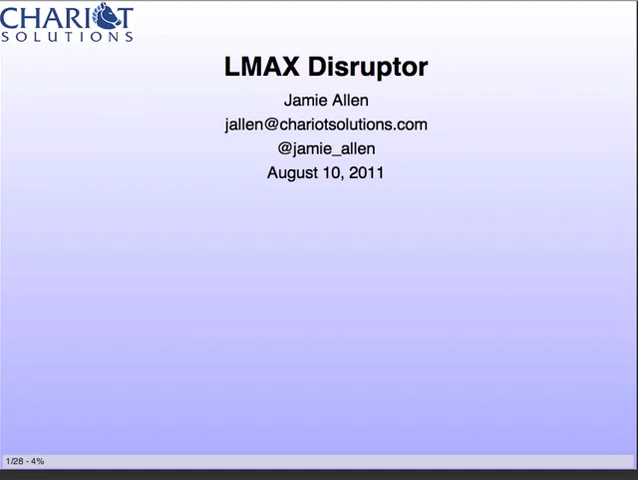 CHARIOT
SOLUTIONS
LMAX Disruptor
Jamie Allen
jallen@chariotsolutions.com
@jamie_allen
August 10, 2011
1/28 - 4%